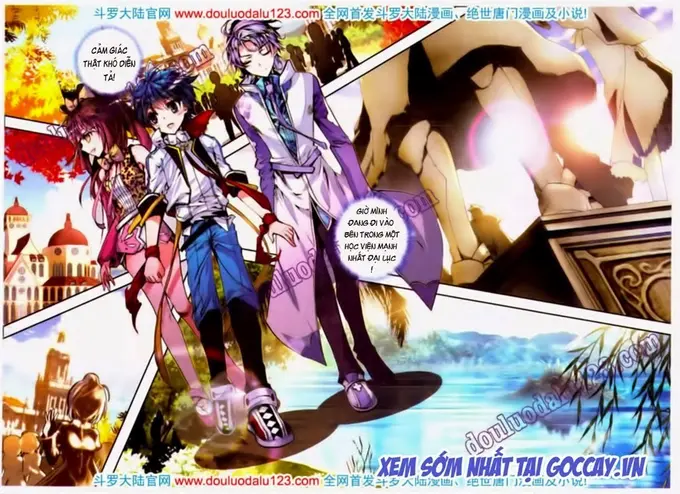 斗罗大陆官网 www.douluodalu123.com 全网首发斗罗大陆漫画、绝世唐门漫画及小说!
CẢM GIÁC
THẬT KHÓ DIỄN
TẢ!
GIỜ MÌNH
ĐANG ĐI VÀO
BÊN TRONG MỘT
HỌC VIỆN MẠNH
NHẤT ĐẠI LỤC
!
douluodalu123.com
XEM SỚM NHẤT TẠI GOCCAY.VN
斗罗大陆官网 www.douluodalu123.com 全网首发斗罗大陆漫画、绝世唐门漫画及小说!